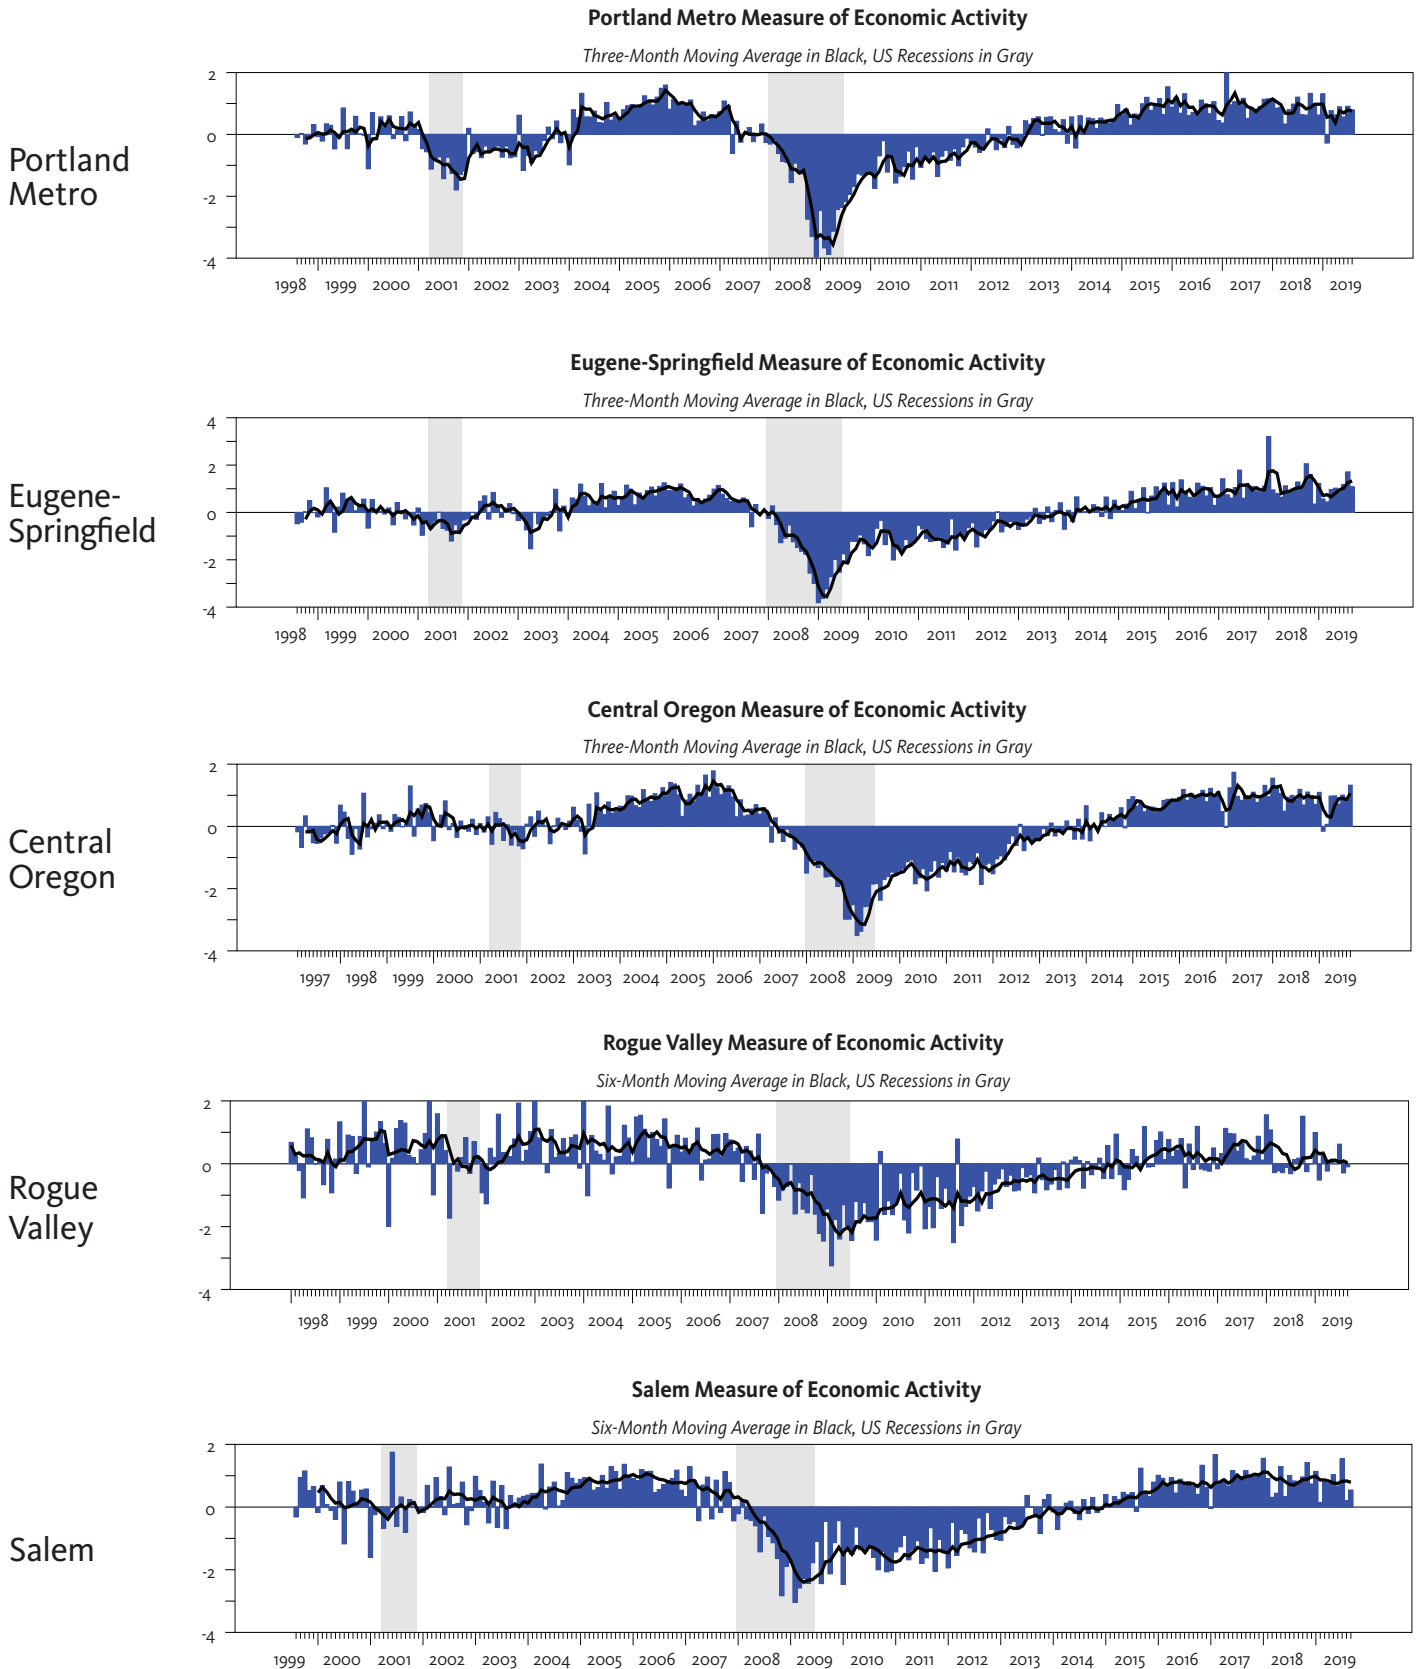 Portland Metro Measure of Economic Activity
Three-Month Moving Average in Black, US Recessions in Gray
Portland
Metro
2
0
-2
-4
1998 1999 2000 2001 2002 2003 2004 2005 2006 2007 2008 2009 2010 2011 2012 2013 2014 2015 2016 2017 2018 2019
Eugene-Springfield Measure of Economic Activity
Three-Month Moving Average in Black, US Recessions in Gray
Eugene-
Springfield
4
2
0
-2
-4
1998 1999 2000 2001 2002 2003 2004 2005 2006 2007 2008 2009 2010 2011 2012 2013 2014 2015 2016 2017 2018 2019
Central Oregon Measure of Economic Activity
Three-Month Moving Average in Black, US Recessions in Gray
Central
Oregon
2
0
-2
-4
1997 1998 1999 2000 2001 2002 2003 2004 2005 2006 2007 2008 2009 2010 2011 2012 2013 2014 2015 2016 2017 2018 2019
Rogue Valley Measure of Economic Activity
Six-Month Moving Average in Black, US Recessions in Gray
Rogue
Valley
2
0
-2
-4
1998 1999 2000 2001 2002 2003 2004 2005 2006 2007 2008 2009 2010 2011 2012 2013 2014 2015 2016 2017 2018 2019
Salem Measure of Economic Activity
Six-Month Moving Average in Black, US Recessions in Gray
Salem
2
0
-2
-4
1999 2000 2001 2002 2003 2004 2005 2006 2007 2008 2009 2010 2011 2012 2013 2014 2015 2016 2017 2018 2019